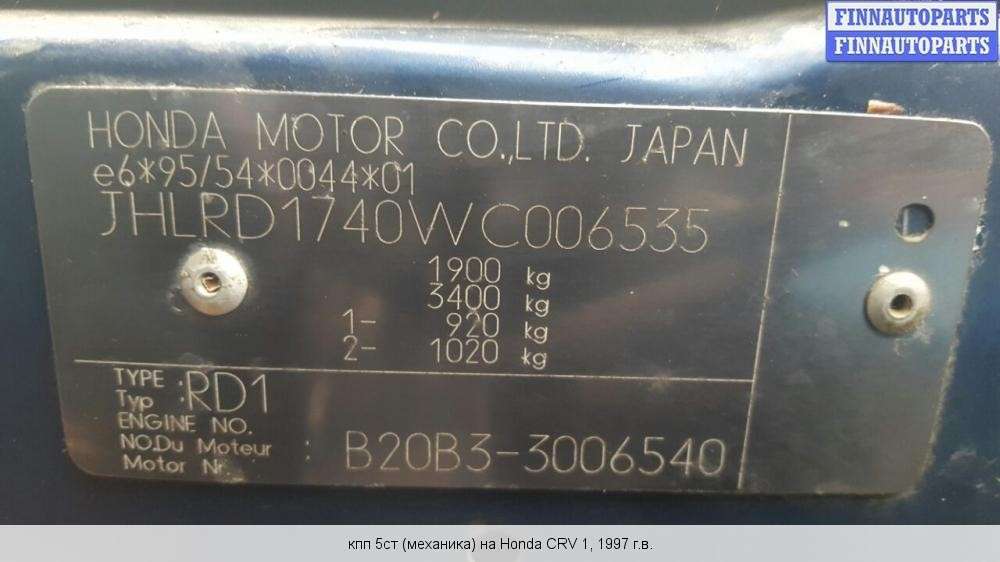 FINNAUTOPARTS
FINNAUTOPARTS
HONDA MOTOR CO.,LTD. JAPAN
e6*95/54*0044*01
JHLRD1740WC006535
1900 kg
3400 kg
1- 920 kg
2- 1020 kg
TYPE
Typ : RD1
ENGINE NO.
NO.Du Moteur : B20B3-3006540
Motor Nr.
кпп 5ст (механика) на Honda CRV 1, 1997 г.в.